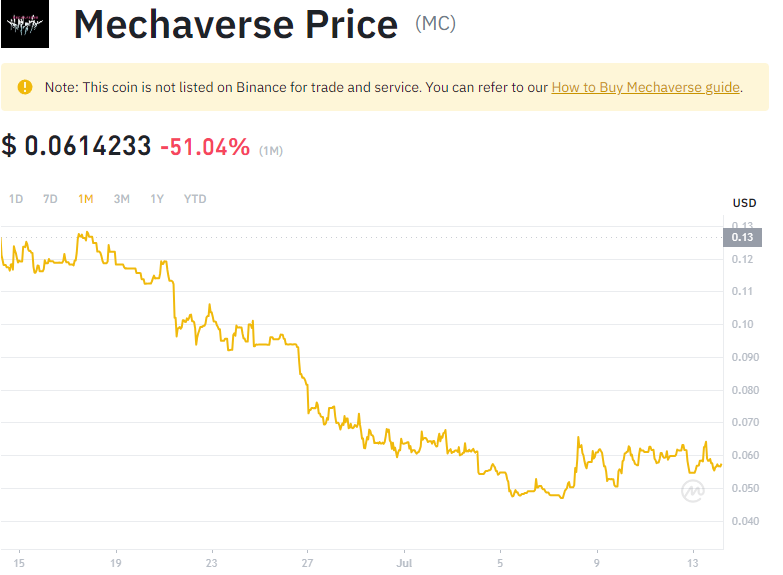 Mechaverse Price (MC)
Note: This coin is not listed on Binance for trade and service. You can refer to our How to Buy Mechaverse guide.
$ 0.0614233 -51.04% (1M)
1D 7D 1M 3M 1Y YTD
USD
0.13
0.13
0.12
0.11
0.10
0.090
0.080
0.070
0.060
0.050
0.040
15 19 23 27 Jul 5 9 13